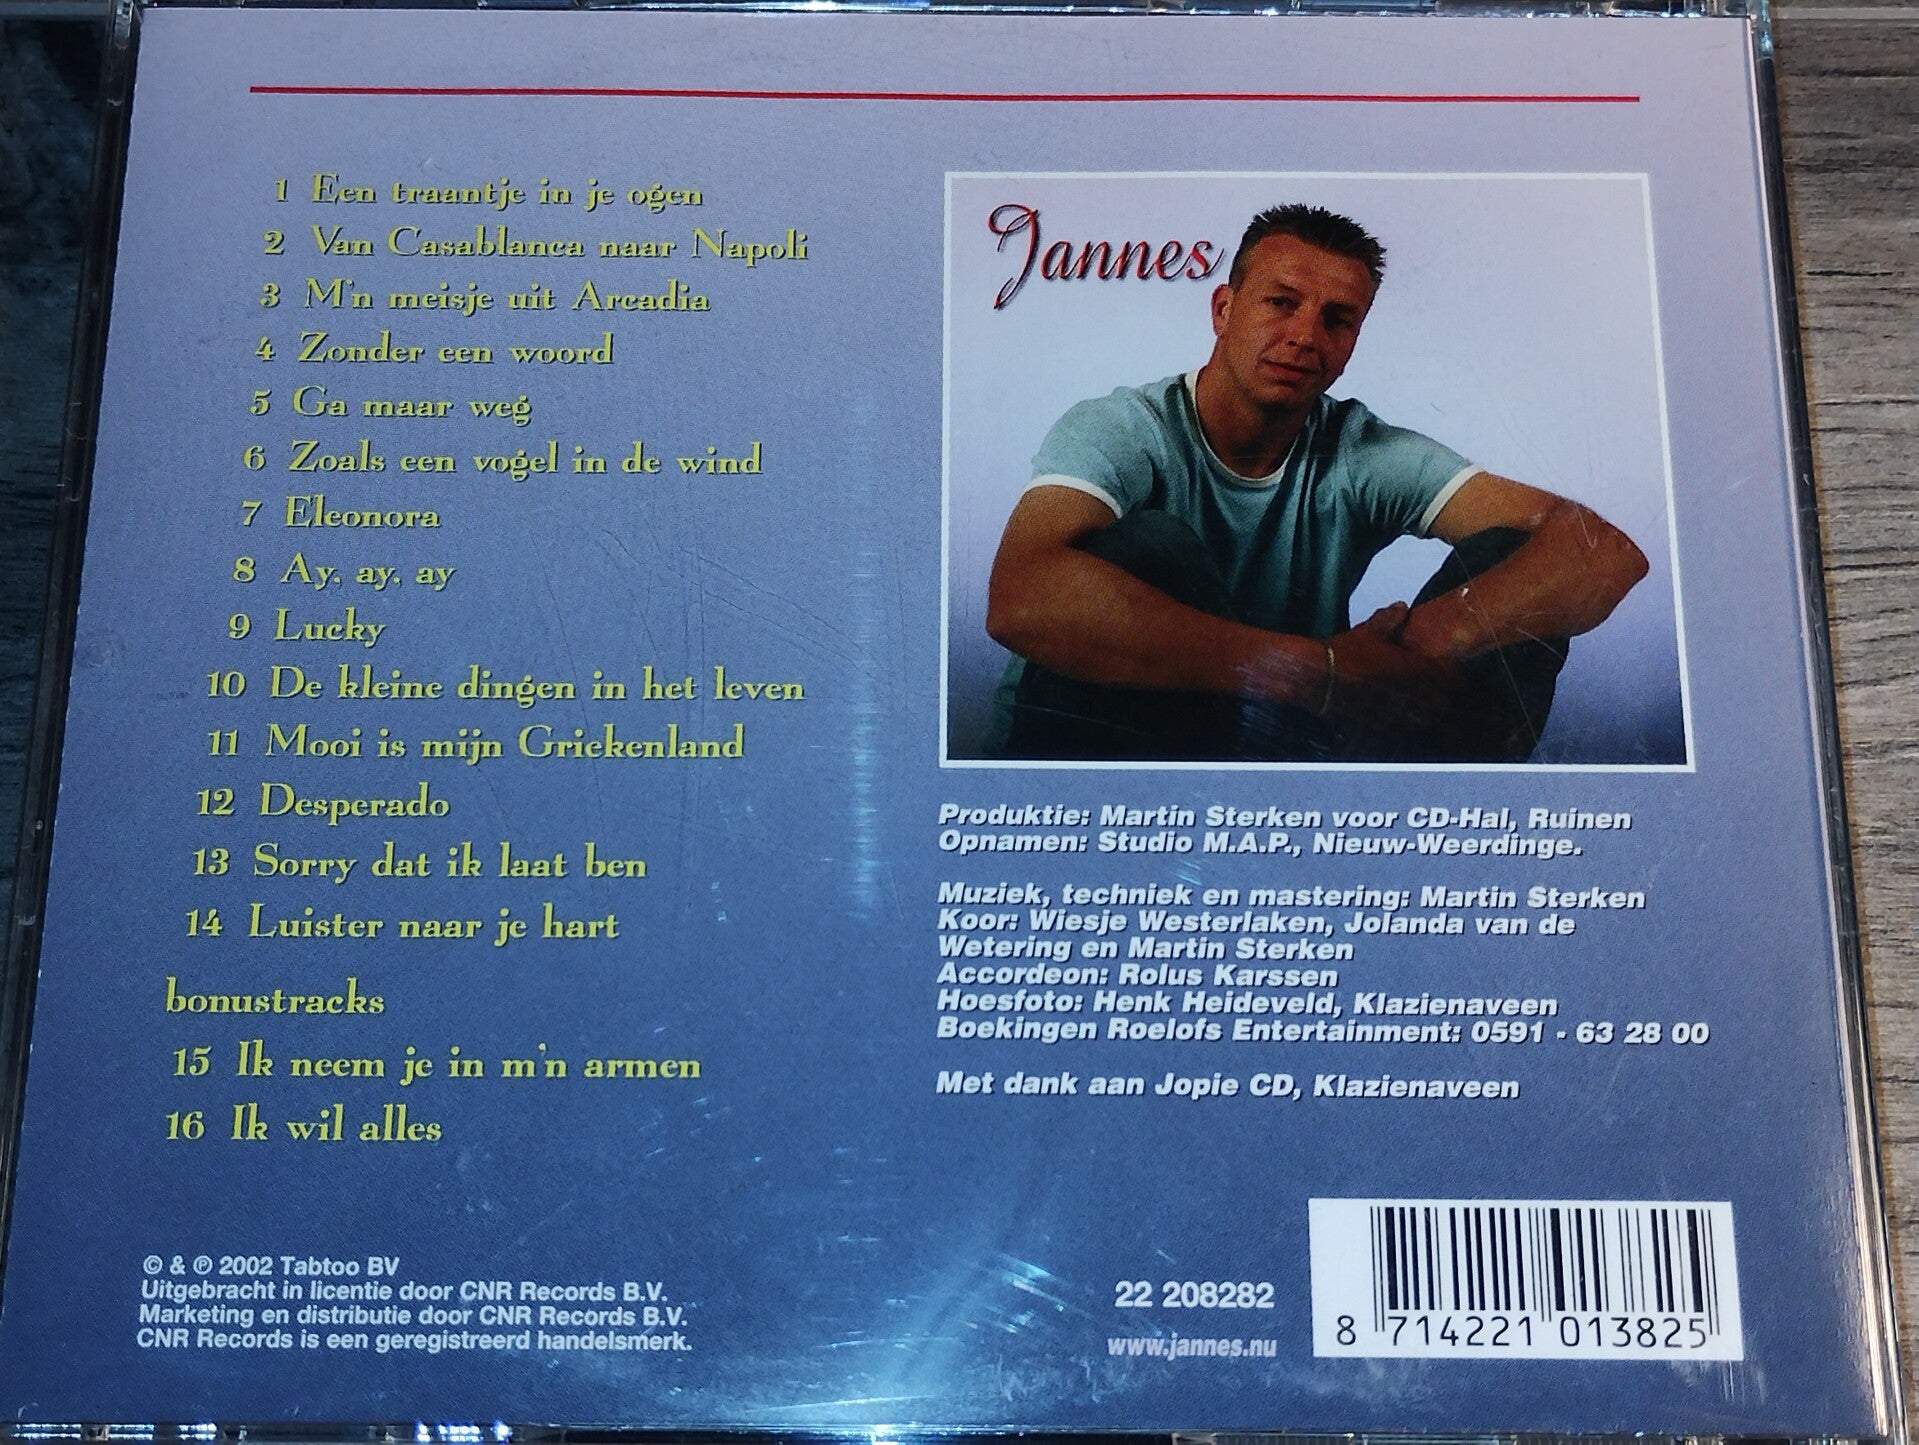 1 Een traantje in je ogen
2 Van Casablanca naar Napoli
3 M'n meisje uit Arcadia
4 Zonder een woord
5 Ga maar weg
6 Zoals een vogel in de wind
7 Eleonora
8 Ay, ay, ay
9 Lucky
10 De kleine dingen in het leven
11 Mooi is mijn Griekenland
12 Desperado
13 Sorry dat ik laat ben
14 Luister naar je hart
bonustracks
15 Ik neem je in m'n armen
16 Ik wil alles
Jannes
Produktie: Martin Sterken voor CD-Hal, Ruinen
Opnamen: Studio M.A.P., Nieuw-Weerdinge.
Muziek, techniek en mastering: Martin Sterken
Koor: Wiesje Westerlaken, Jolanda van de
Wetering en Martin Sterken
Accordeon: Rolus Karssen
Hoesfoto: Henk Heideveld, Klazienaveen
Boekingen Roelofs Entertainment: 0591 - 63 28 00
Met dank aan Jopie CD, Klazienaveen
© & ℗ 2002 Tabtoo BV
Uitgebracht in licentie door CNR Records B.V.
Marketing en distributie door CNR Records B.V.
CNR Records is een geregistreerd handelsmerk.
22 208282
www.jannes.nu
8 714221 013825